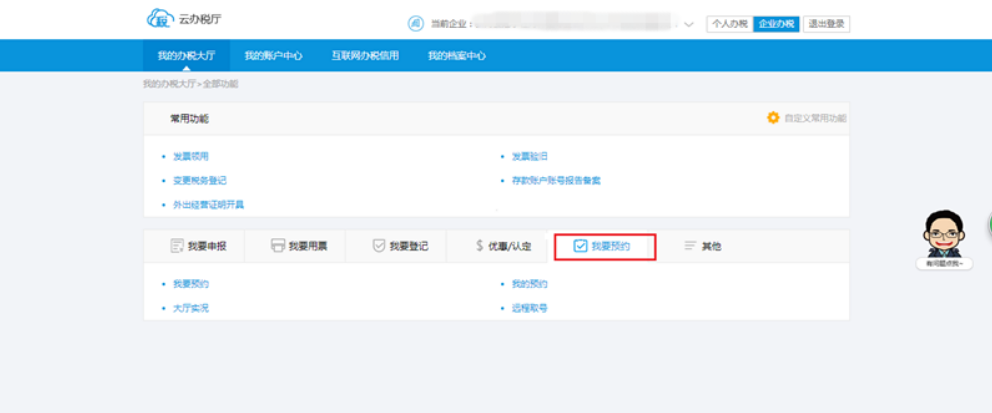 税 云办税厅 当前企业： 个人办税 企业办税 退出登录
我的办税大厅 我的账户中心 互联网办税信用 我的档案中心
我的办税大厅>全部功能
常用功能 自定义常用功能
• 发票领用 • 发票验旧
• 变更税务登记 • 存款账户账号报告备案
• 外出经营证明开具
我要申报 我要用票 我要登记 $ 优惠/认定 我要预约 其他
有问题点我~
• 我要预约 • 我的预约
• 大厅实况 • 远程取号